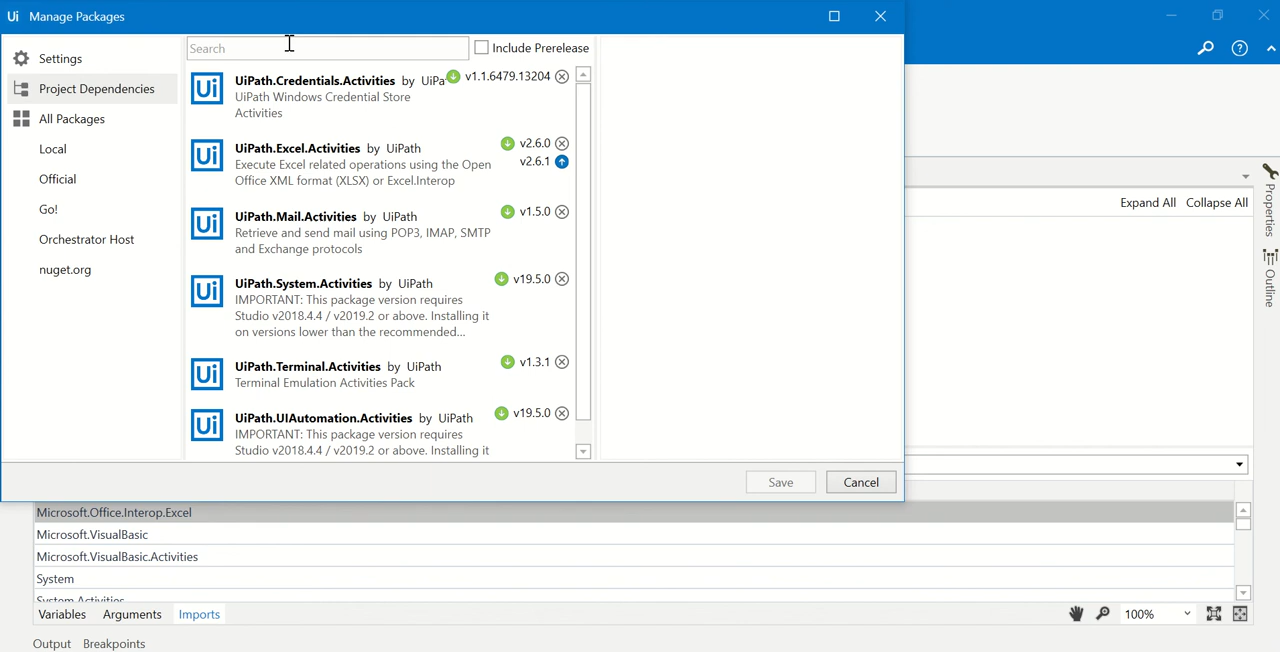 Ui Manage Packages
Settings
Project Dependencies
All Packages
Local
Official
Go!
Orchestrator Host
nuget.org
Search
Include Prerelease
Ui UiPath.Credentials.Activities by UiPa v1.1.6479.13204
UiPath Windows Credential Store
Activities
Ui UiPath.Excel.Activities by UiPath v2.6.0
v2.6.1
Execute Excel related operations using the Open
Office XML format (XLSX) or Excel.Interop
Ui UiPath.Mail.Activities by UiPath v1.5.0
Retrieve and send mail using POP3, IMAP, SMTP
and Exchange protocols
Ui UiPath.System.Activities by UiPath v19.5.0
IMPORTANT: This package version requires
Studio v2018.4.4 / v2019.2 or above. Installing it
on versions lower than the recommended...
Ui UiPath.Terminal.Activities by UiPath v1.3.1
Terminal Emulation Activities Pack
Ui UiPath.UIAutomation.Activities by UiPath v19.5.0
IMPORTANT: This package version requires
Studio v2018.4.4 / v2019.2 or above. Installing it
Save Cancel
Expand All Collapse All
Properties
Outline
Microsoft.Office.Interop.Excel
Microsoft.VisualBasic
Microsoft.VisualBasic.Activities
System
System.Activities
Variables Arguments Imports
100%
Output Breakpoints